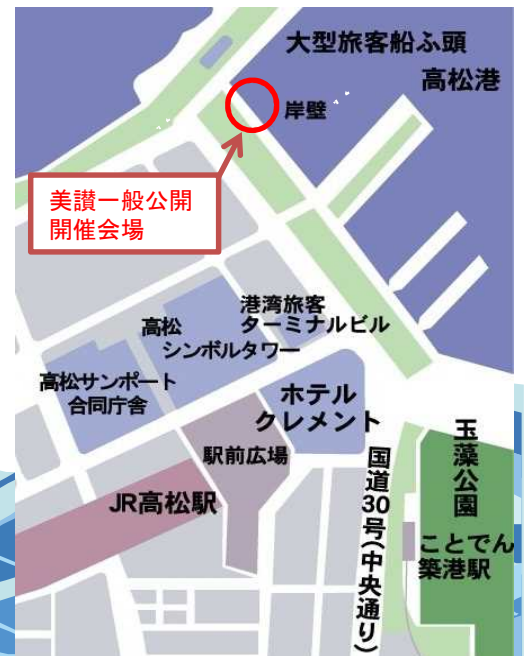 大型旅客船ふ頭
高松港
岸壁
美讃一般公開
開催会場
港湾旅客
ターミナルビル
高松
シンボルタワー
高松サンポート
合同庁舎
ホテル
クレメント
駅前広場
JR高松駅
国道30号(中央通り)
玉藻公園
ことでん
築港駅